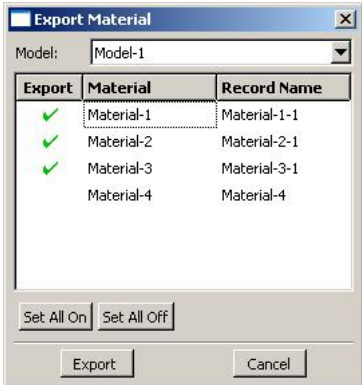 Export Material
Model: Model-1
Export Material Record Name
Material-1 Material-1-1
Material-2 Material-2-1
Material-3 Material-3-1
Material-4 Material-4
Set All On Set All Off
Export Cancel